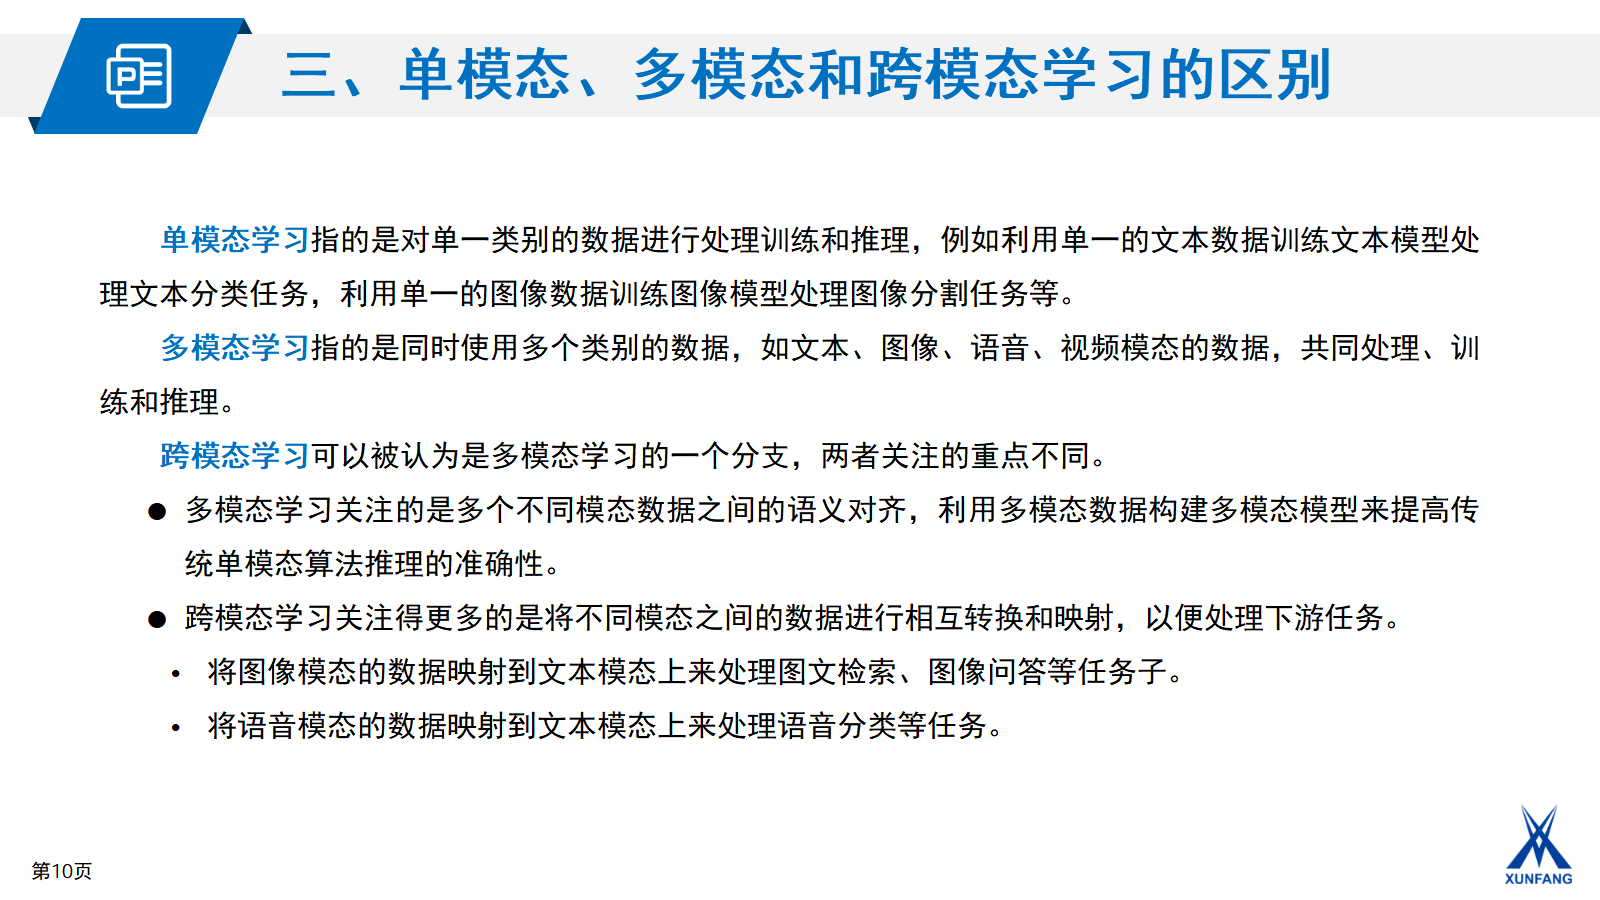 三、单模态、多模态和跨模态学习的区别
单模态学习指的是对单一类别的数据进行处理训练和推理，例如利用单一的文本数据训练文本模型处
理文本分类任务，利用单一的图像数据训练图像模型处理图像分割任务等。
多模态学习指的是同时使用多个类别的数据，如文本、图像、语音、视频模态的数据，共同处理、训
练和推理。
跨模态学习可以被认为是多模态学习的一个分支，两者关注的重点不同。
● 多模态学习关注的是多个不同模态数据之间的语义对齐，利用多模态数据构建多模态模型来提高传
统单模态算法推理的准确性。
● 跨模态学习关注得更多的是将不同模态之间的数据进行相互转换和映射，以便处理下游任务。
• 将图像模态的数据映射到文本模态上来处理图文检索、图像问答等任务子。
• 将语音模态的数据映射到文本模态上来处理语音分类等任务。
第10页
XUNFANG